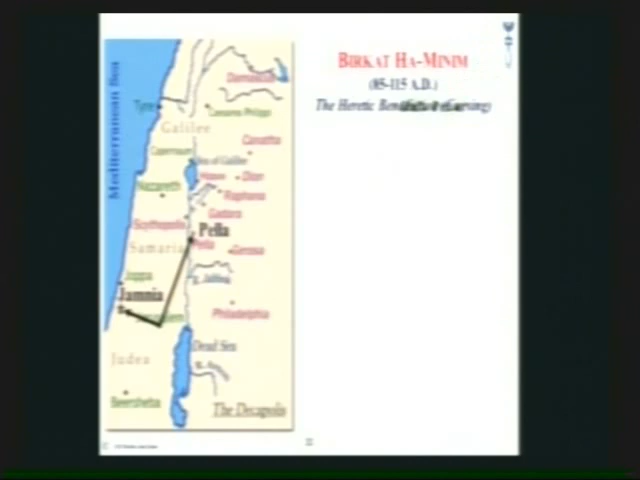 BIRKAT HA-MINIM
(85-115 A.D.)
The Heretic
Mediterranean Sea
Damascus
Tyre
Caesarea Philippi
Galilee
Capernaum
Canatha
Sea of Galilee
Hippos
Dion
Nazareth
Raphana
Gadara
Scythopolis
Pella
Samaria
Pella
Gerasa
Joppa
Jamnia
Philadelphia
Dead Sea
Judea
Beersheba
The Decapolis